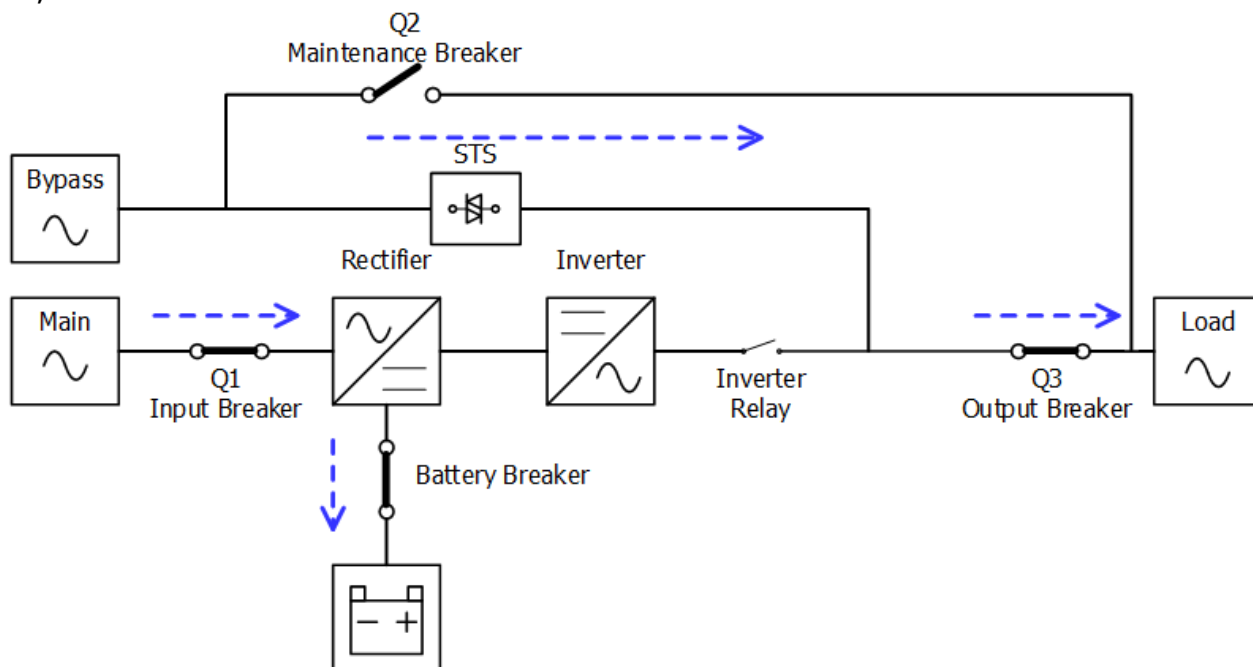 Q2
Maintenance Breaker
STS
Bypass
Rectifier
Inverter
Main
Load
Q1
Input Breaker
Inverter
Relay
Q3
Output Breaker
Battery Breaker
− +